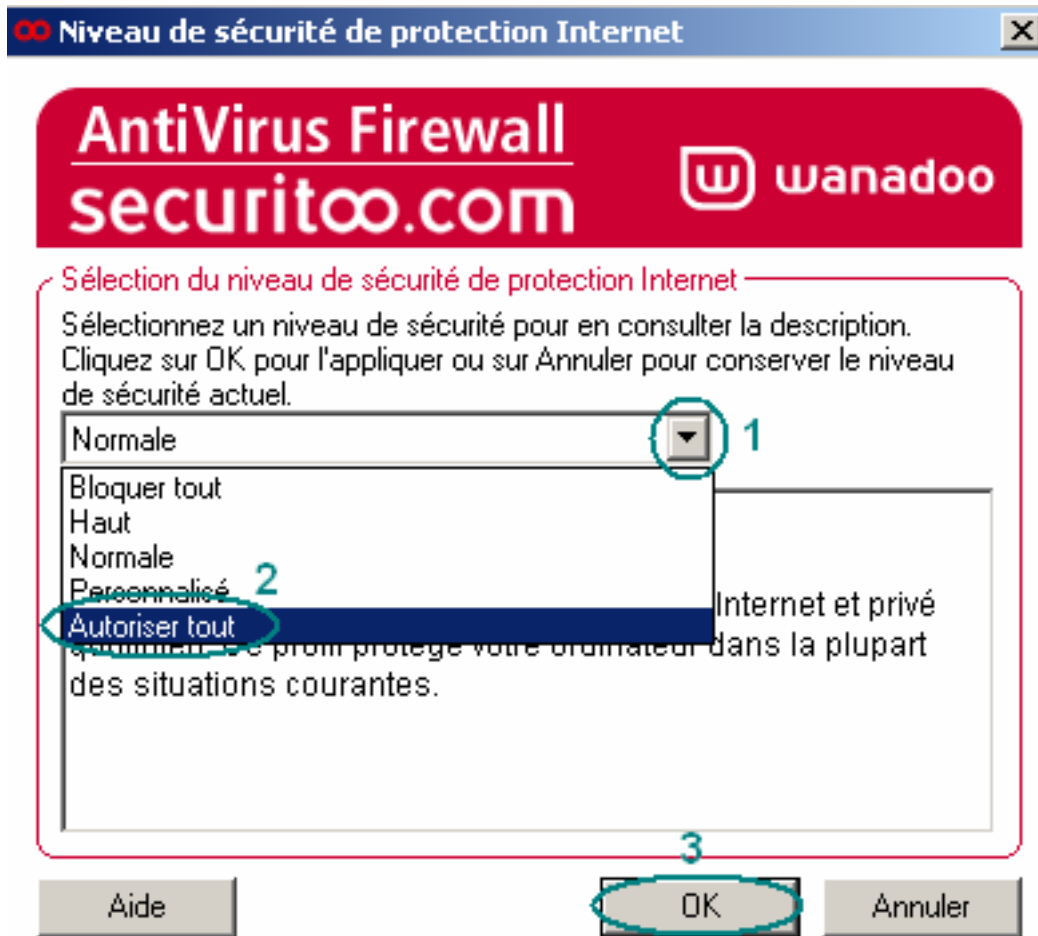 Niveau de sécurité de protection Internet
AntiVirus Firewall
securitoo.com
w wanadoo
Sélection du niveau de sécurité de protection Internet
Sélectionnez un niveau de sécurité pour en consulter la description.
Cliquez sur OK pour l'appliquer ou sur Annuler pour conserver le niveau
de sécurité actuel.
Normale
1
Bloquer tout
Haut
Normale
Personnalisé
2
Autoriser tout
Internet et privé
protège votre ordinateur dans la plupart
des situations courantes.
3
Aide
OK
Annuler